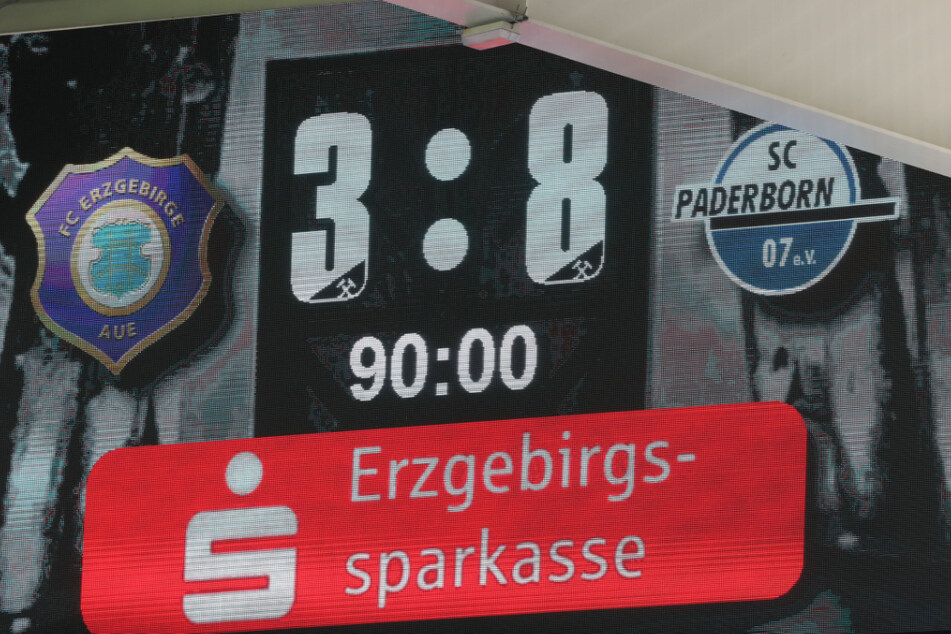 FC ERZGEBIRGE
AUE
3:8
90:00
SC
PADERBORN
07 e.V.
Erzgebirgs-
sparkasse